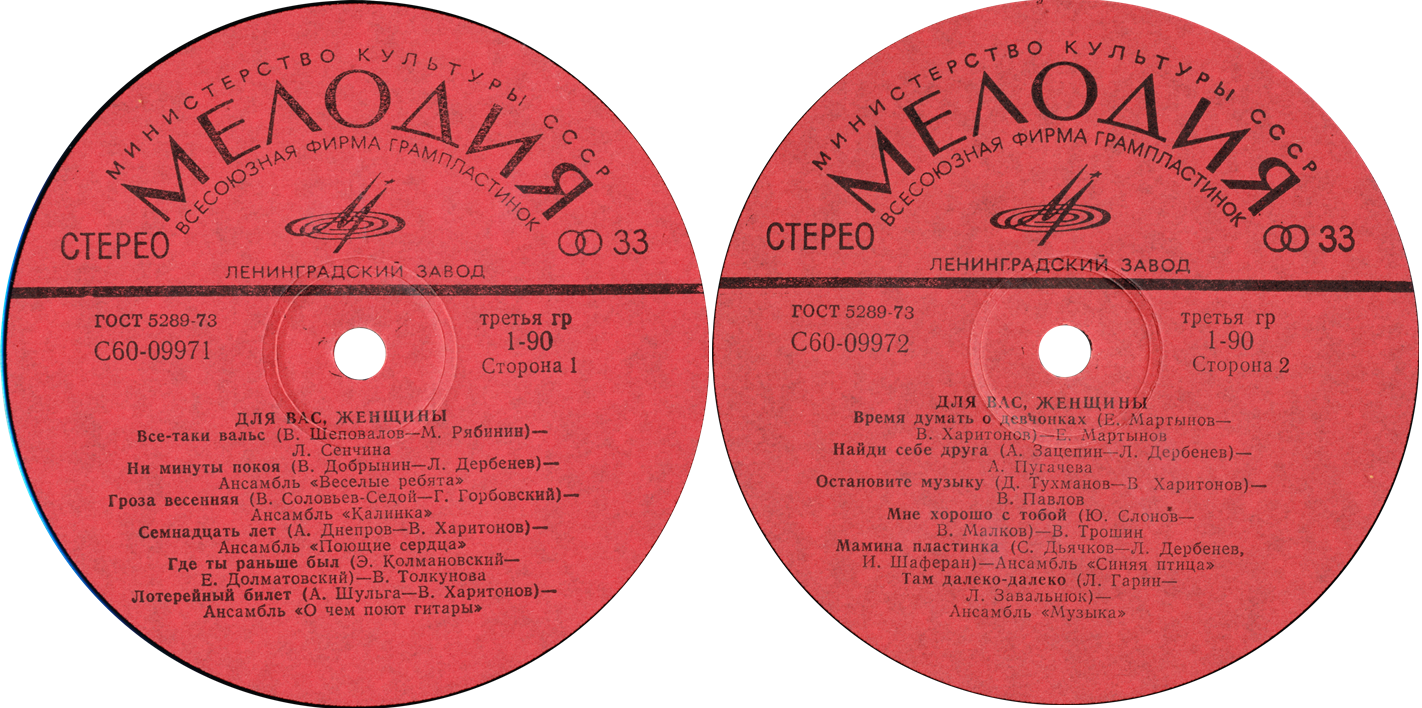 МИНИСТЕРСТВО КУЛЬТУРЫ СССР
МЕЛОДИЯ
ВСЕСОЮЗНАЯ ФИРМА ГРАМПЛАСТИНОК
СТЕРЕО
33
ЛЕНИНГРАДСКИЙ ЗАВОД
ГОСТ 5289-73
С60-09971
третья гр
1-90
Сторона 1
ДЛЯ ВАС, ЖЕНЩИНЫ
Все-таки вальс (В. Шеповалов—М. Рябинин)—
Л. Сенчина
Ни минуты покоя (В. Добрынин—Л. Дербенев)—
Ансамбль «Веселые ребята»
Гроза весенняя (В. Соловьев-Седой—Г. Горбовский)—
Ансамбль «Калинка»
Семнадцать лет (А. Днепров—В. Харитонов)—
Ансамбль «Поющие сердца»
Где ты раньше был (Э. Колмановский—
Е. Долматовский)—В. Толкунова
Лотерейный билет (А. Шульга—В. Харитонов)—
Ансамбль «О чем поют гитары»
МИНИСТЕРСТВО КУЛЬТУРЫ СССР
МЕЛОДИЯ
ВСЕСОЮЗНАЯ ФИРМА ГРАМПЛАСТИНОК
СТЕРЕО
33
ЛЕНИНГРАДСКИЙ ЗАВОД
ГОСТ 5289-73
С60-09972
третья гр
1-90
Сторона 2
ДЛЯ ВАС, ЖЕНЩИНЫ
Время думать о девчонках (Е. Мартынов—
В. Харитонов)—Е. Мартынов
Найди себе друга (А. Зацепин—Л. Дербенев)—
А. Пугачева
Остановите музыку (Д. Тухманов—В. Харитонов)—
В. Павлов
Мне хорошо с тобой (Ю. Слонов—
В. Малков)—В. Трошин
Мамина пластинка (С. Дьячков—Л. Дербенев,
И. Шаферан)—Ансамбль «Синяя птица»
Там далеко-далеко (Л. Гарин—
Л. Завальнюк)—
Ансамбль «Музыка»